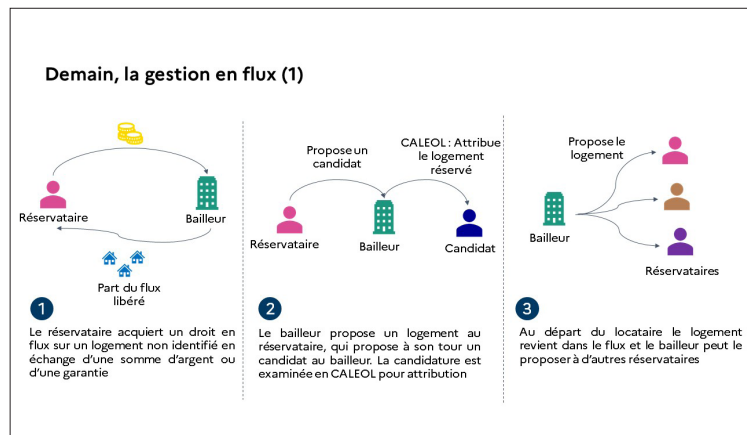 Demain, la gestion en flux (1)
Réservataire
Bailleur
Part du flux
libéré
1
Le réservataire acquiert un droit en
flux sur un logement non identifié en
échange d'une somme d'argent ou
d'une garantie
Propose un
candidat
CALEOL : Attribue
le logement
réservé
Réservataire
Bailleur
Candidat
2
Le bailleur propose un logement au
réservataire, qui propose à son tour un
candidat au bailleur. La candidature est
examinée en CALEOL pour attribution
Propose le
logement
Bailleur
Réservataires
3
Au départ du locataire le logement
revient dans le flux et le bailleur peut le
proposer à d'autres réservataires